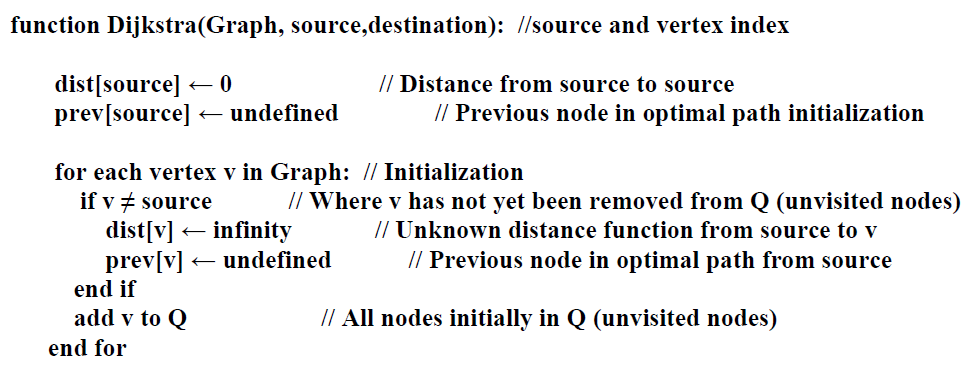 function Dijkstra(Graph, source,destination): //source and vertex index
dist[source] ← 0 // Distance from source to source
prev[source] ← undefined // Previous node in optimal path initialization
for each vertex v in Graph: // Initialization
if v ≠ source // Where v has not yet been removed from Q (unvisited nodes)
dist[v] ← infinity // Unknown distance function from source to v
prev[v] ← undefined // Previous node in optimal path from source
end if
add v to Q // All nodes initially in Q (unvisited nodes)
end for